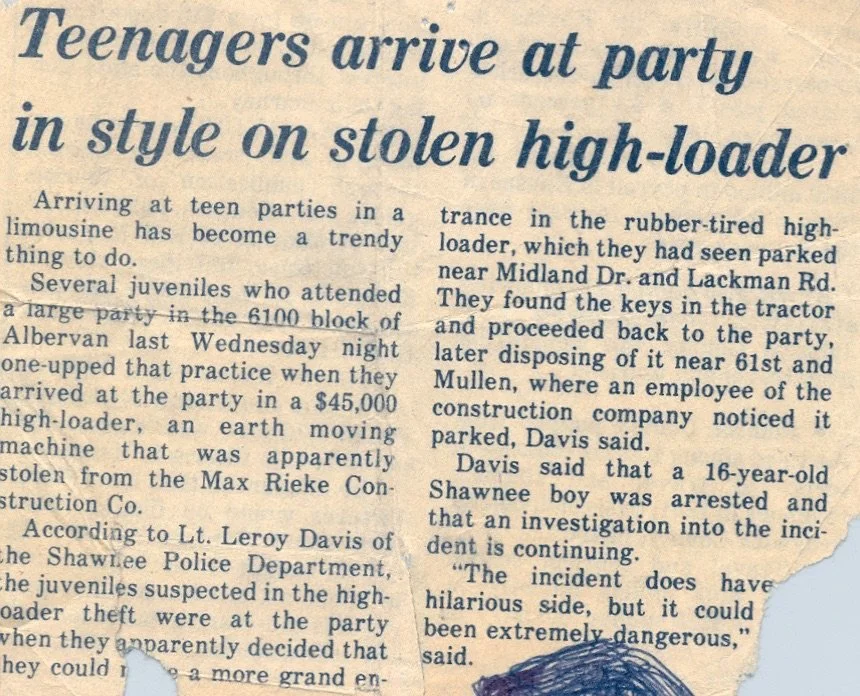 Teenagers arrive at party
in style on stolen high-loader
Arriving at teen parties in a
limousine has become a trendy
thing to do.
Several juveniles who attended
a large party in the 6100 block of
Albervan last Wednesday night
one-upped that practice when they
arrived at the party in a $45,000
high-loader, an earth moving
machine that was apparently
stolen from the Max Rieke Con-
struction Co.
According to Lt. Leroy Davis of
the Shawnee Police Department,
the juveniles suspected in the high-
oader theft were at the party
when they apparently decided that
hey could a more grand en-
trance in the rubber-tired high-
loader, which they had seen parked
near Midland Dr. and Lackman Rd.
They found the keys in the tractor
and proceeded back to the party,
later disposing of it near 61st and
Mullen, where an employee of the
construction company noticed it
parked, Davis said.
Davis said that a 16-year-old
Shawnee boy was arrested and
that an investigation into the inci-
dent is continuing.
"The incident does have
hilarious side, but it could
been extremely dangerous,"
said.